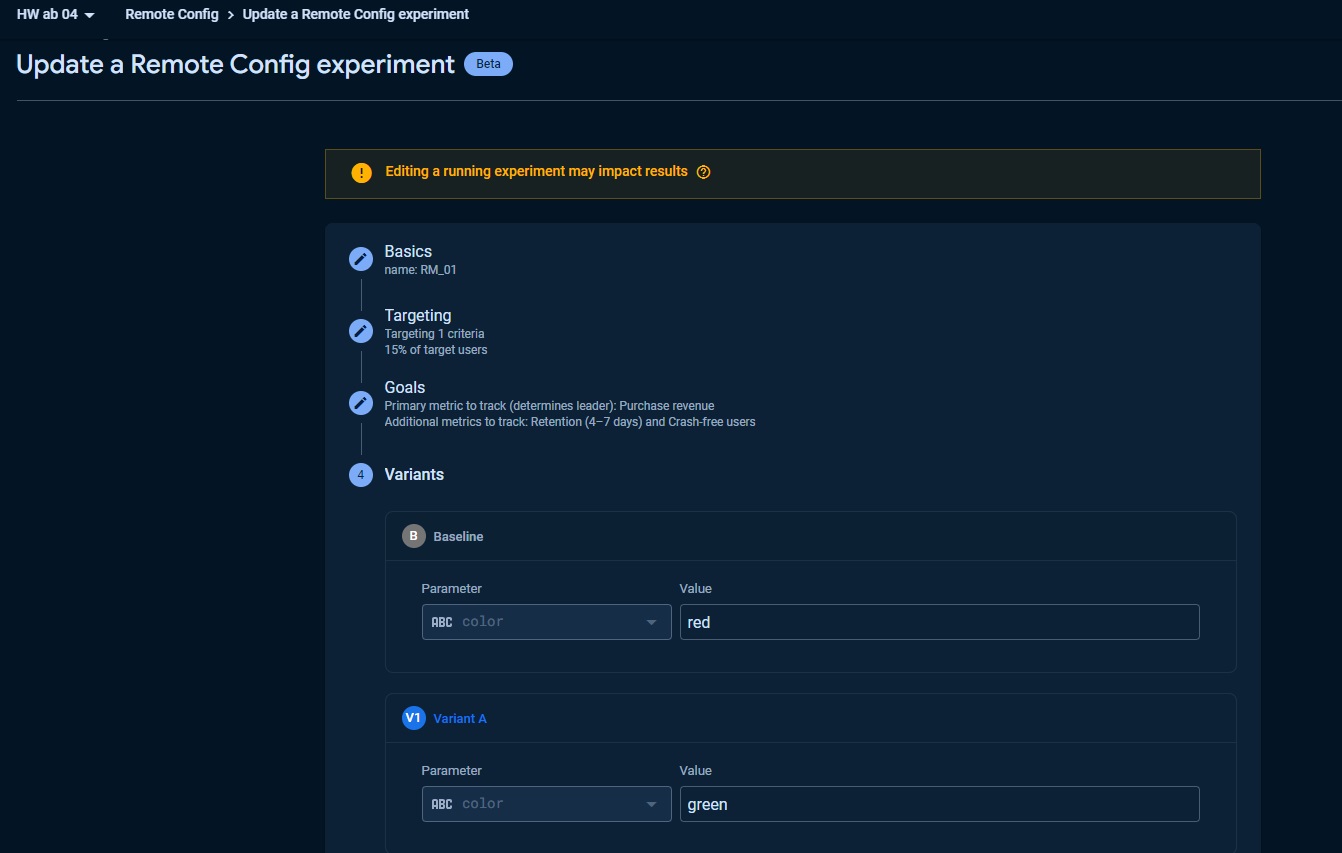 HW ab 04 Remote Config > Update a Remote Config experiment
Update a Remote Config experiment Beta
! Editing a running experiment may impact results ?
Basics
name: RM_01
Targeting
Targeting 1 criteria
15% of target users
Goals
Primary metric to track (determines leader): Purchase revenue
Additional metrics to track: Retention (4–7 days) and Crash-free users
4 Variants
B Baseline
Parameter Value
ABC color red
V1 Variant A
Parameter Value
ABC color green